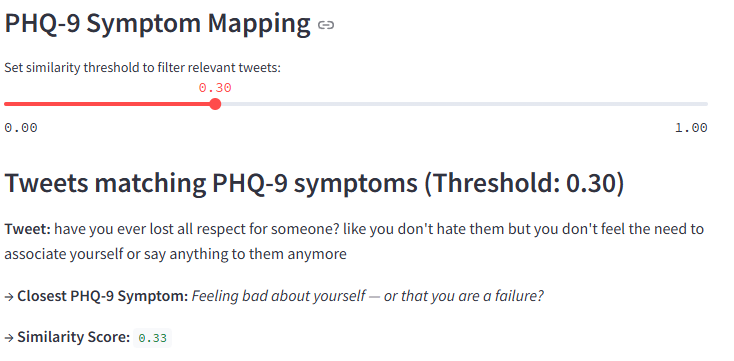 PHQ-9 Symptom Mapping
Set similarity threshold to filter relevant tweets:
0.30
0.00 1.00
Tweets matching PHQ-9 symptoms (Threshold: 0.30)
Tweet: have you ever lost all respect for someone? like you don't hate them but you don't feel the need to
associate yourself or say anything to them anymore
→ Closest PHQ-9 Symptom: Feeling bad about yourself — or that you are a failure?
→ Similarity Score: 0.33